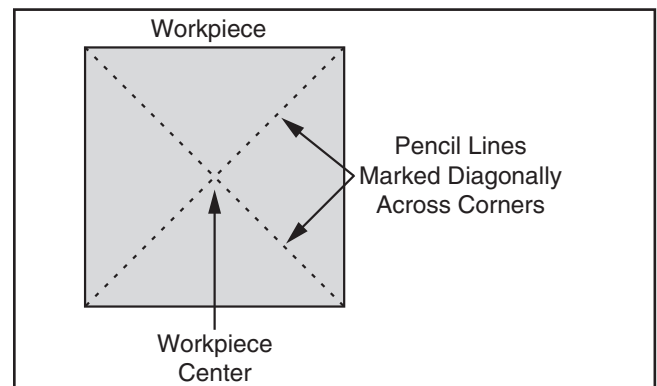 Workpiece
Pencil Lines
Marked Diagonally
Across Corners
Workpiece
Center